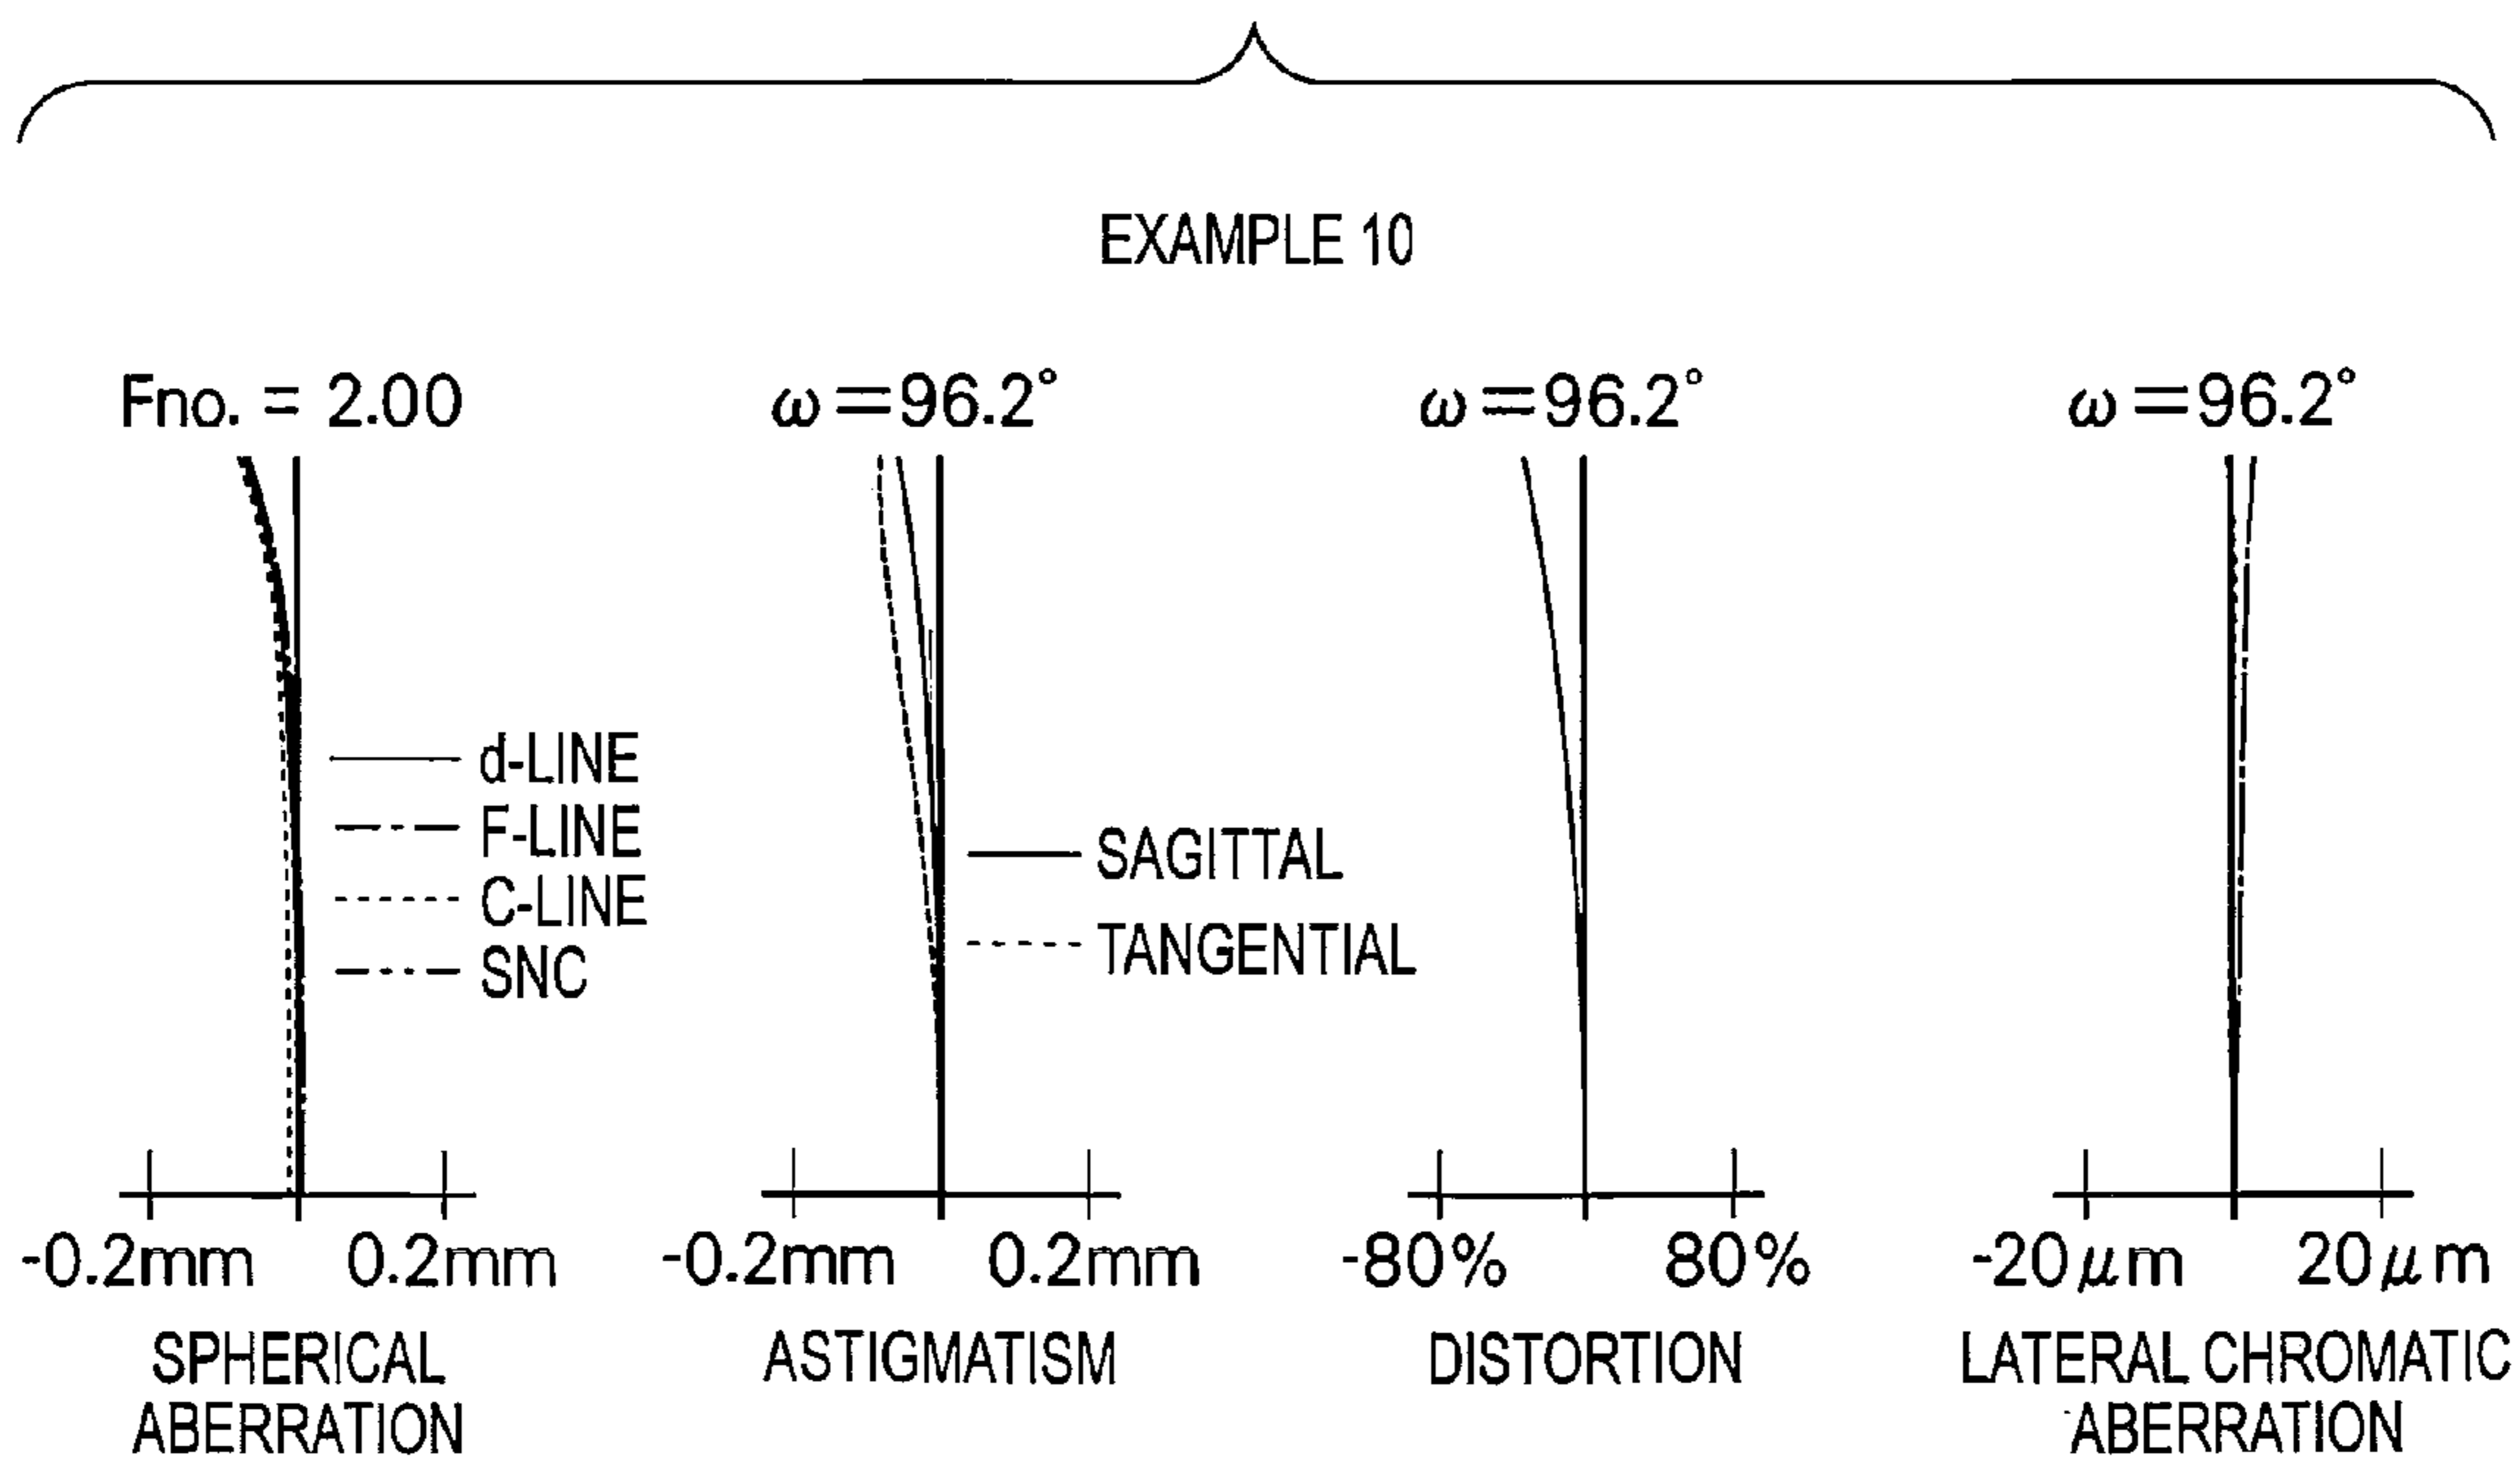 EXAMPLE 10
Fno. = 2.00
ω=96.2°
ω=96.2°
ω=96.2°
d-LINE
F-LINE
C-LINE
SNC
SAGITTAL
TANGENTIAL
-0.2mm
0.2mm
-0.2mm
0.2mm
-80%
80%
-20μm
20μm
SPHERICAL
ABERRATION
ASTIGMATISM
DISTORTION
LATERAL CHROMATIC
ABERRATION